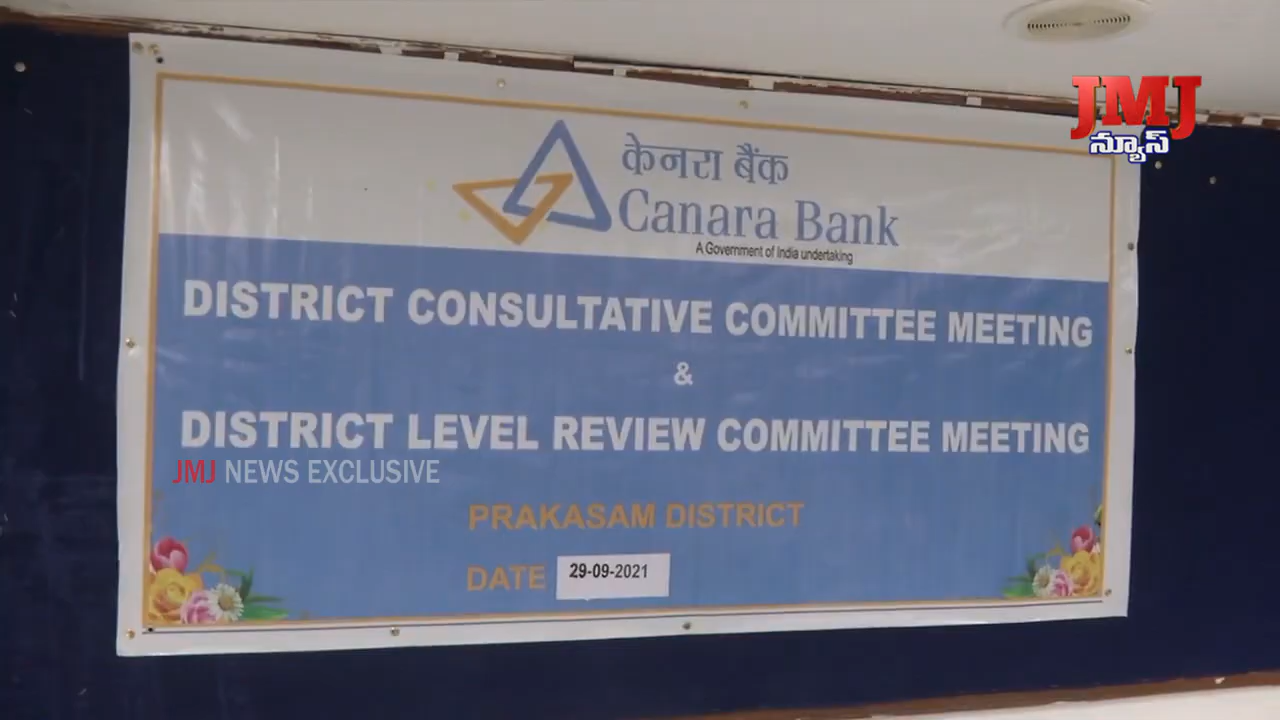 JMJ
న్యూస్
केनरा बैंक
Canara Bank
A Government of India undertaking
DISTRICT CONSULTATIVE COMMITTEE MEETING
&
DISTRICT LEVEL REVIEW COMMITTEE MEETING
JMJ NEWS EXCLUSIVE
PRAKASAM DISTRICT
DATE 29-09-2021